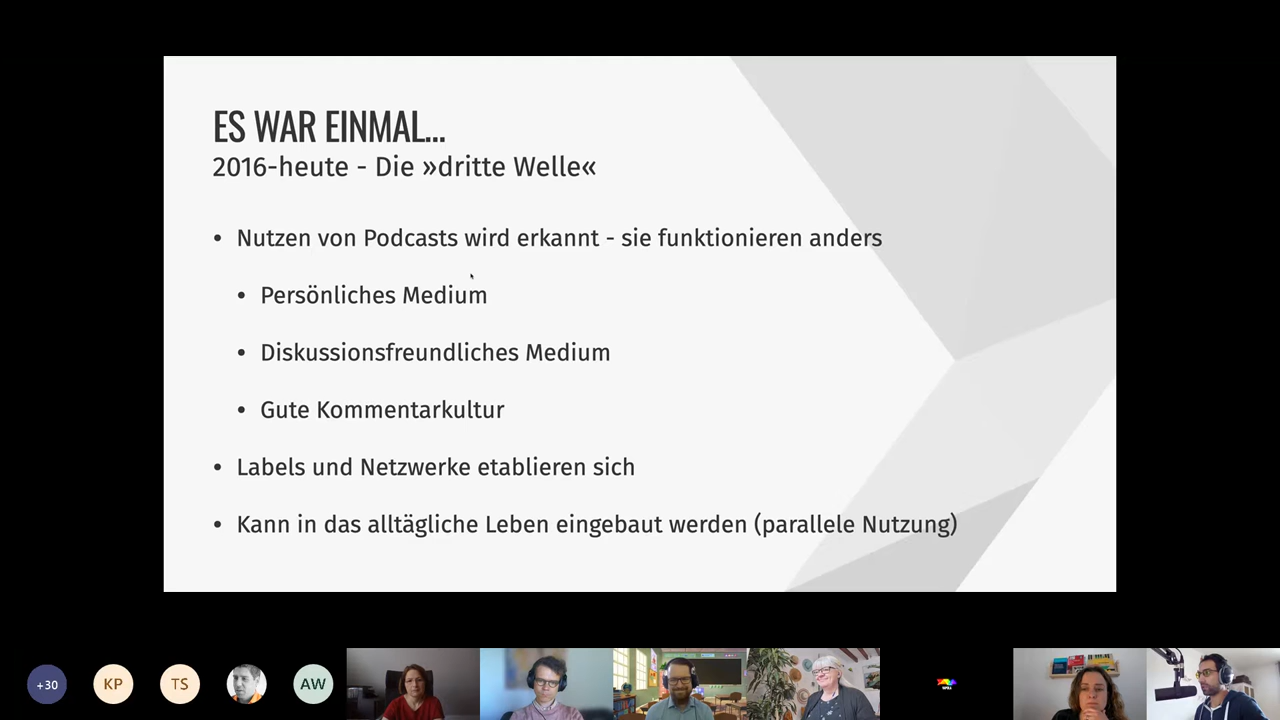 ES WAR EINMAL...
2016-heute - Die »dritte Welle«
• Nutzen von Podcasts wird erkannt - sie funktionieren anders
• Persönliches Medium
• Diskussionsfreundliches Medium
• Gute Kommentarkultur
• Labels und Netzwerke etablieren sich
• Kann in das alltägliche Leben eingebaut werden (parallele Nutzung)
+30
KP
TS
AW